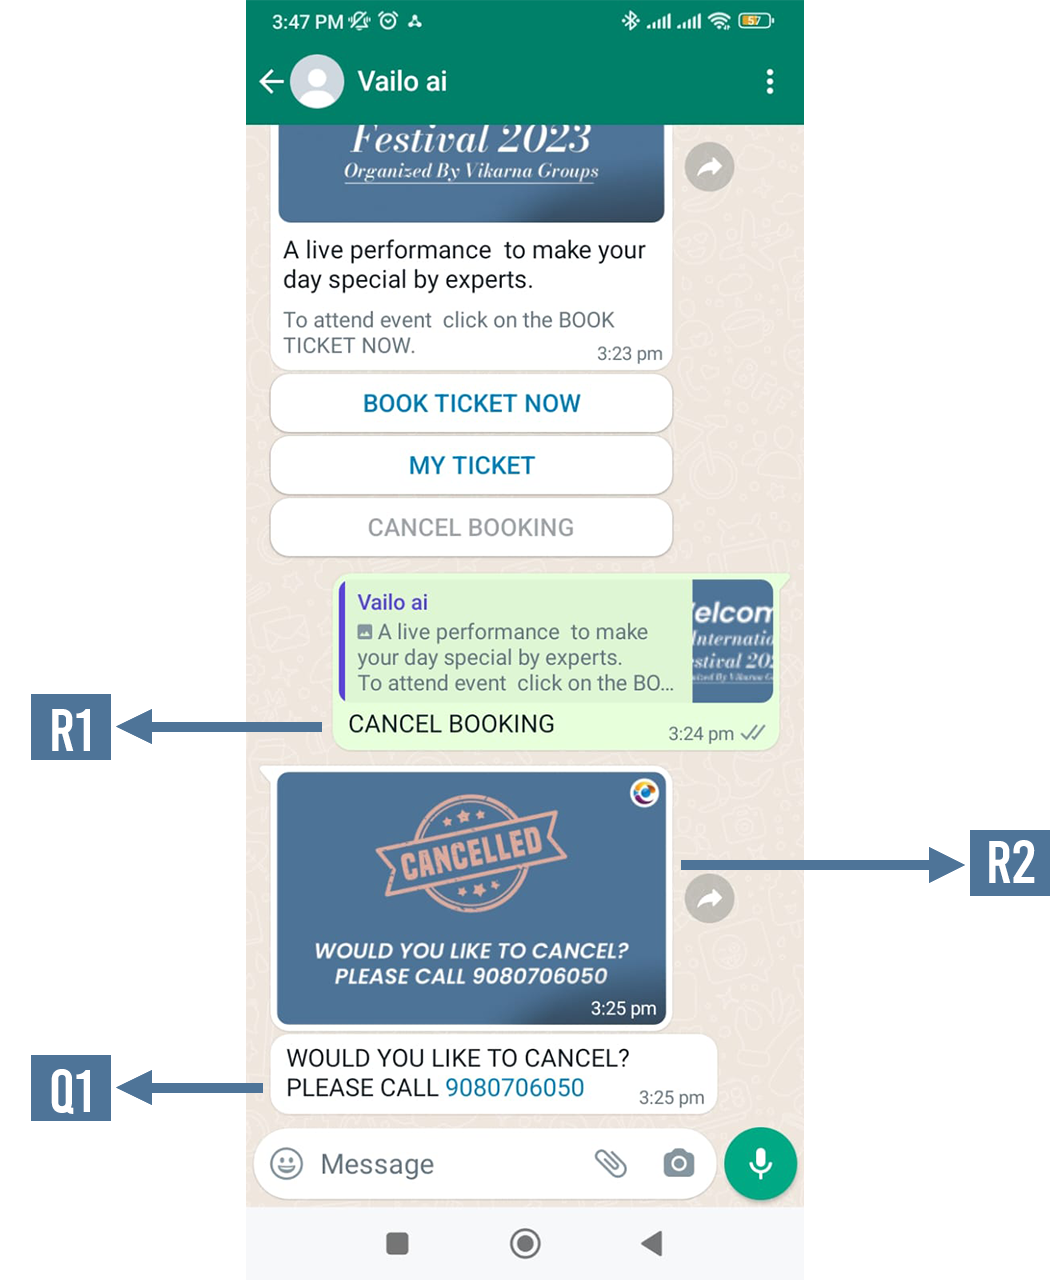 3:47 PM
57
Vailo ai
Festival 2023
Organized By Vikarna Groups
A live performance  to make your
day special by experts.
To attend event  click on the BOOK
TICKET NOW.
3:23 pm
BOOK TICKET NOW
MY TICKET
CANCEL BOOKING
Vailo ai
A live performance  to make
your day special by experts.
To attend event  click on the BO...
elcom
Internatio
stival 202
nized By Vikarna G
R1
CANCEL BOOKING
3:24 pm
CANCELLED
R2
WOULD YOU LIKE TO CANCEL?
PLEASE CALL 9080706050
3:25 pm
Q1
WOULD YOU LIKE TO CANCEL?
PLEASE CALL 9080706050
3:25 pm
Message